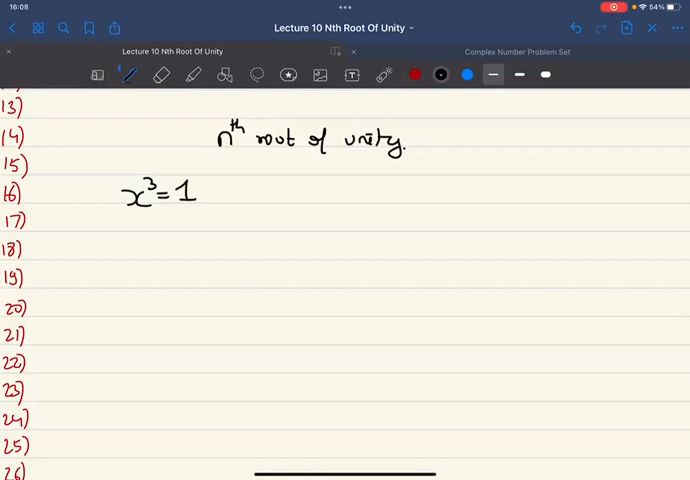 16:08
54%
Lecture 10 Nth Root Of Unity
Lecture 10 Nth Root Of Unity
Complex Number Problem Set
13)
14) nth root of unity.
15)
16) x³ = 1
17)
18)
19)
20)
21)
22)
23)
24)
25)
26)